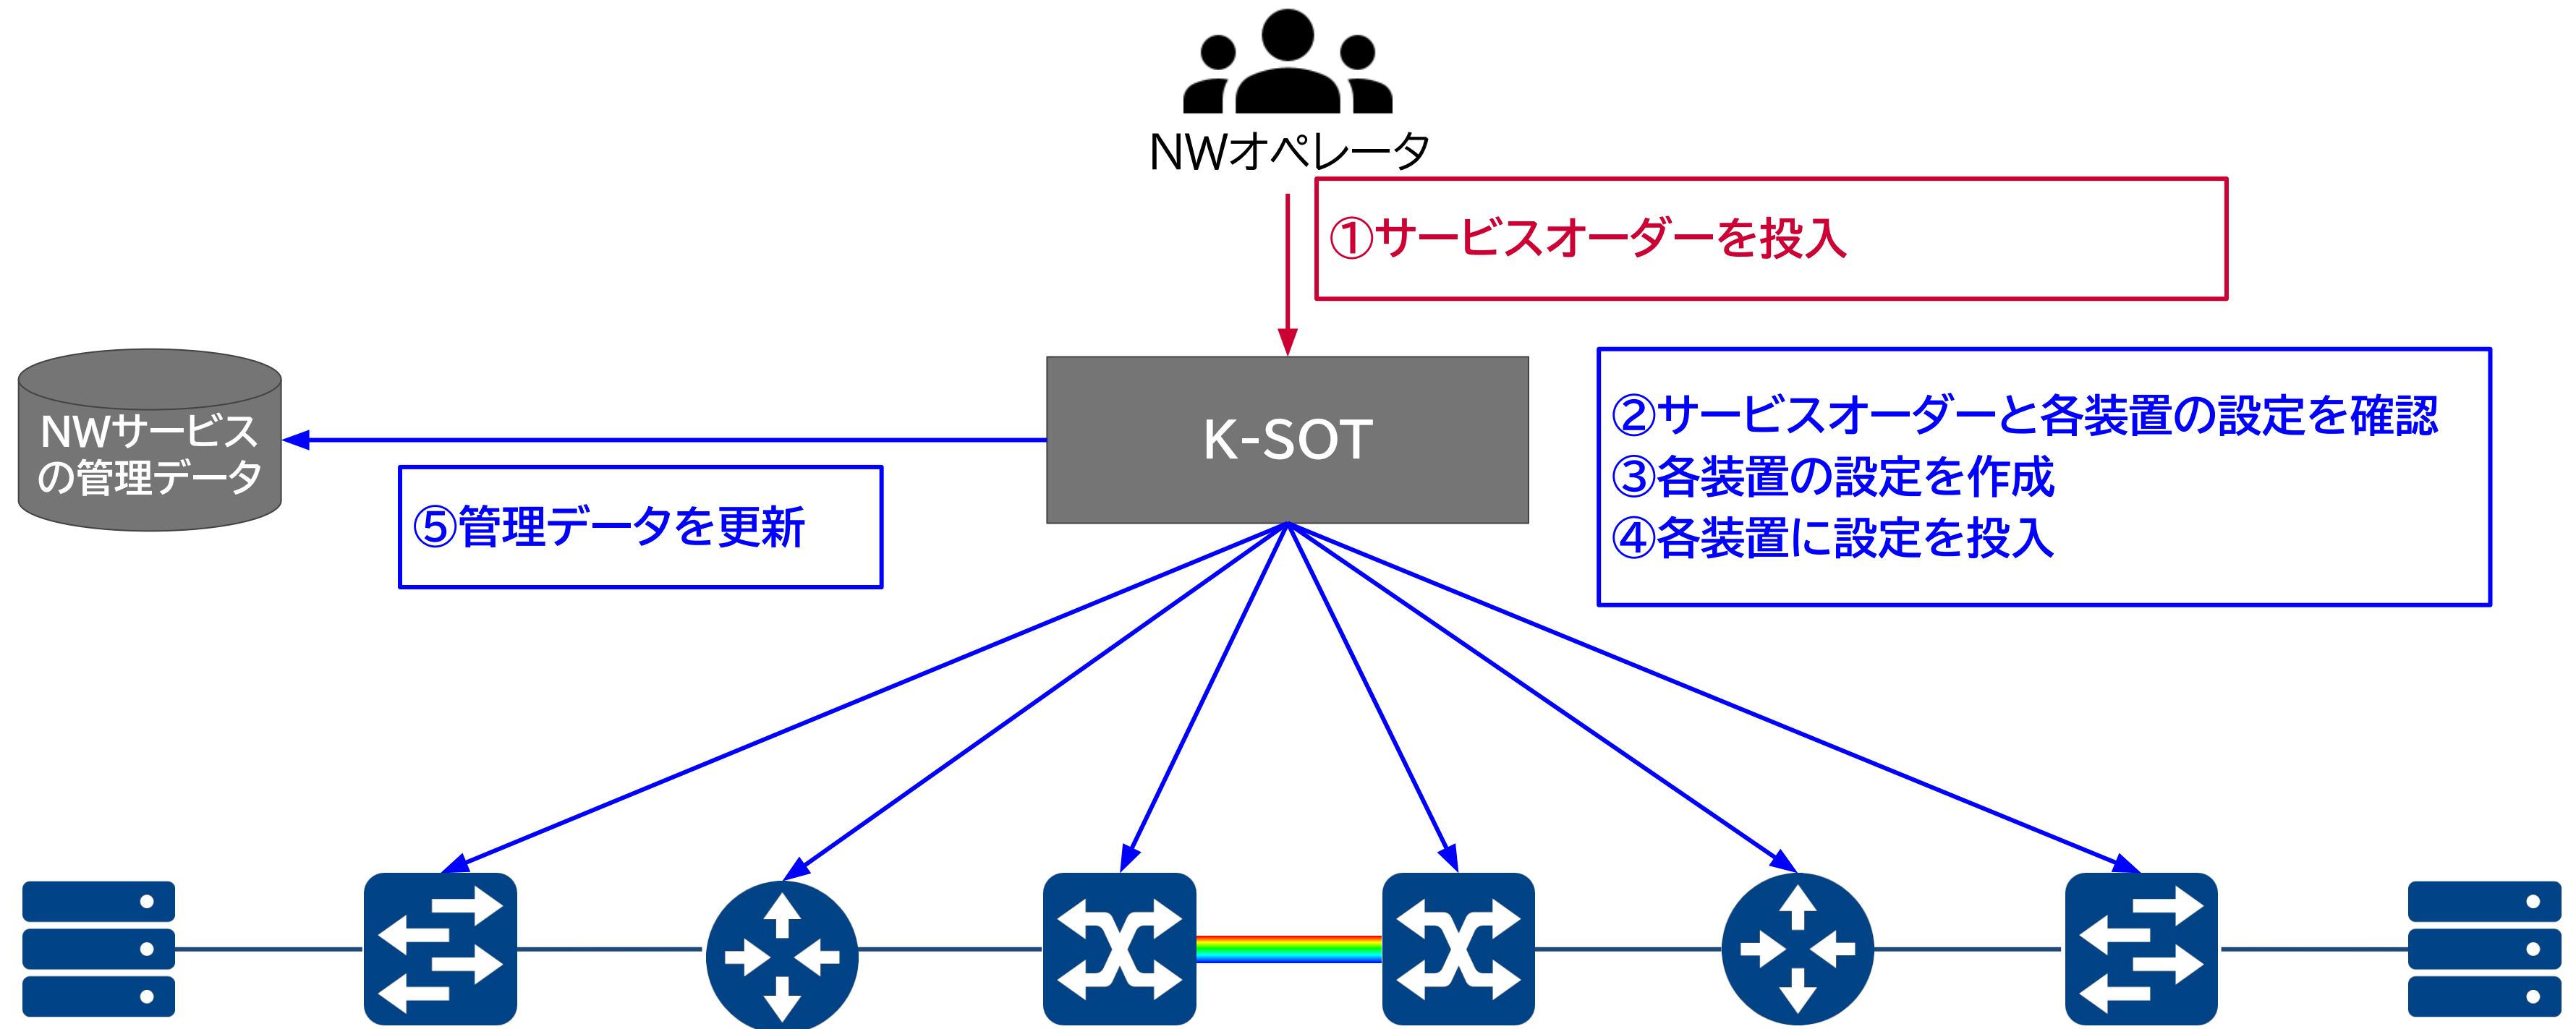 NWオペレータ
①サービスオーダーを投入
NWサービス
の管理データ
K-SOT
②サービスオーダーと各装置の設定を確認
③各装置の設定を作成
④各装置に設定を投入
⑤管理データを更新